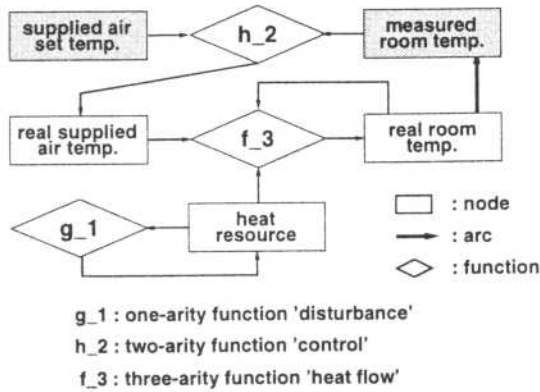 supplied air
set temp.
h_2
measured
room temp.
real supplied
air temp.
f_3
real room
temp.
g_1
heat
resource
: node
: arc
: function
g_1 : one-arity function 'disturbance'
h_2 : two-arity function 'control'
f_3 : three-arity function 'heat flow'